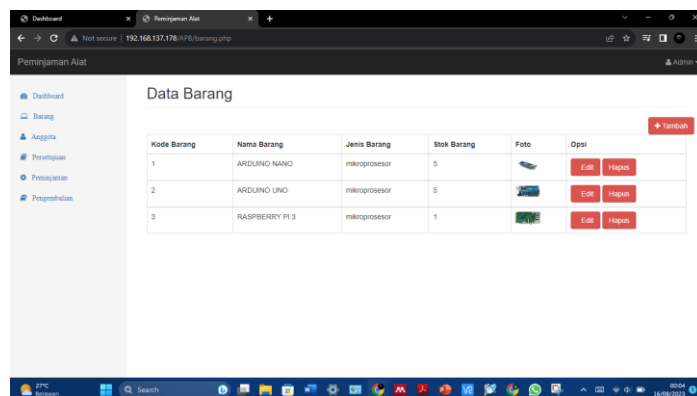 Dashboard
Peminjaman Alat
Not secure | 192.168.137.178/APB/barang.php
Peminjaman Alat
Admin
Dashboard
Barang
Anggota
Persetujuan
Peminjaman
Pengembalian
Data Barang
+ Tambah
Kode Barang Nama Barang Jenis Barang Stok Barang Foto Opsi
1 ARDUINO NANO mikroprosesor 5 Edit Hapus
2 ARDUINO UNO mikroprosesor 5 Edit Hapus
3 RASPBERRY PI 3 mikroprosesor 1 Edit Hapus
27°C
Berawan
Search
00:04
16/08/2023